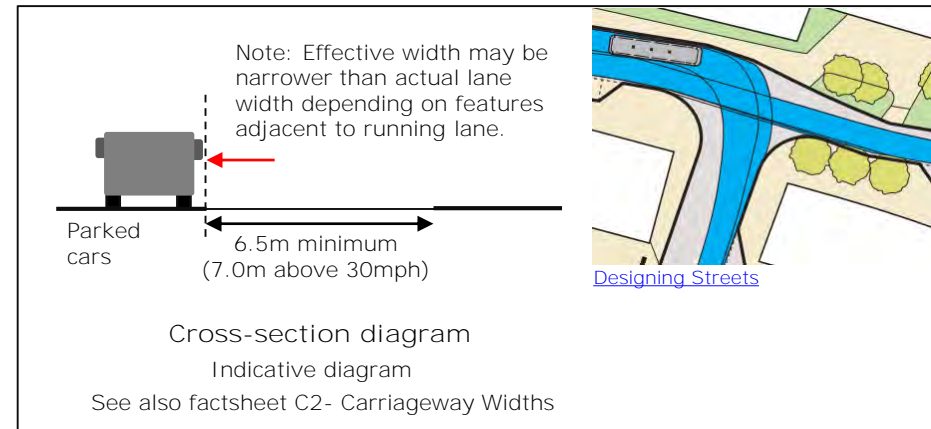 Note: Effective width may be
narrower than actual lane
width depending on features
adjacent to running lane.
Parked
cars
6.5m minimum
(7.0m above 30mph)
Designing Streets
Cross-section diagram
Indicative diagram
See also factsheet C2- Carriageway Widths